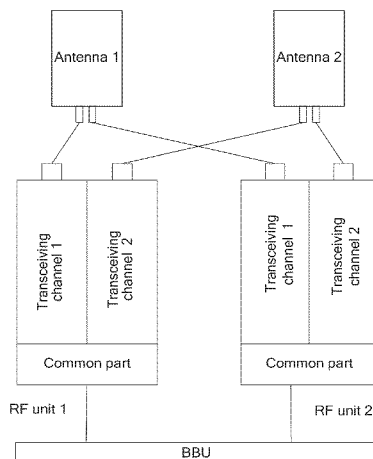 Antenna 1
Antenna 2
Transceiving
channel 1
Transceiving
channel 2
Transceiving
channel 1
Transceiving
channel 2
Common part
Common part
RF unit 1
RF unit 2
BBU